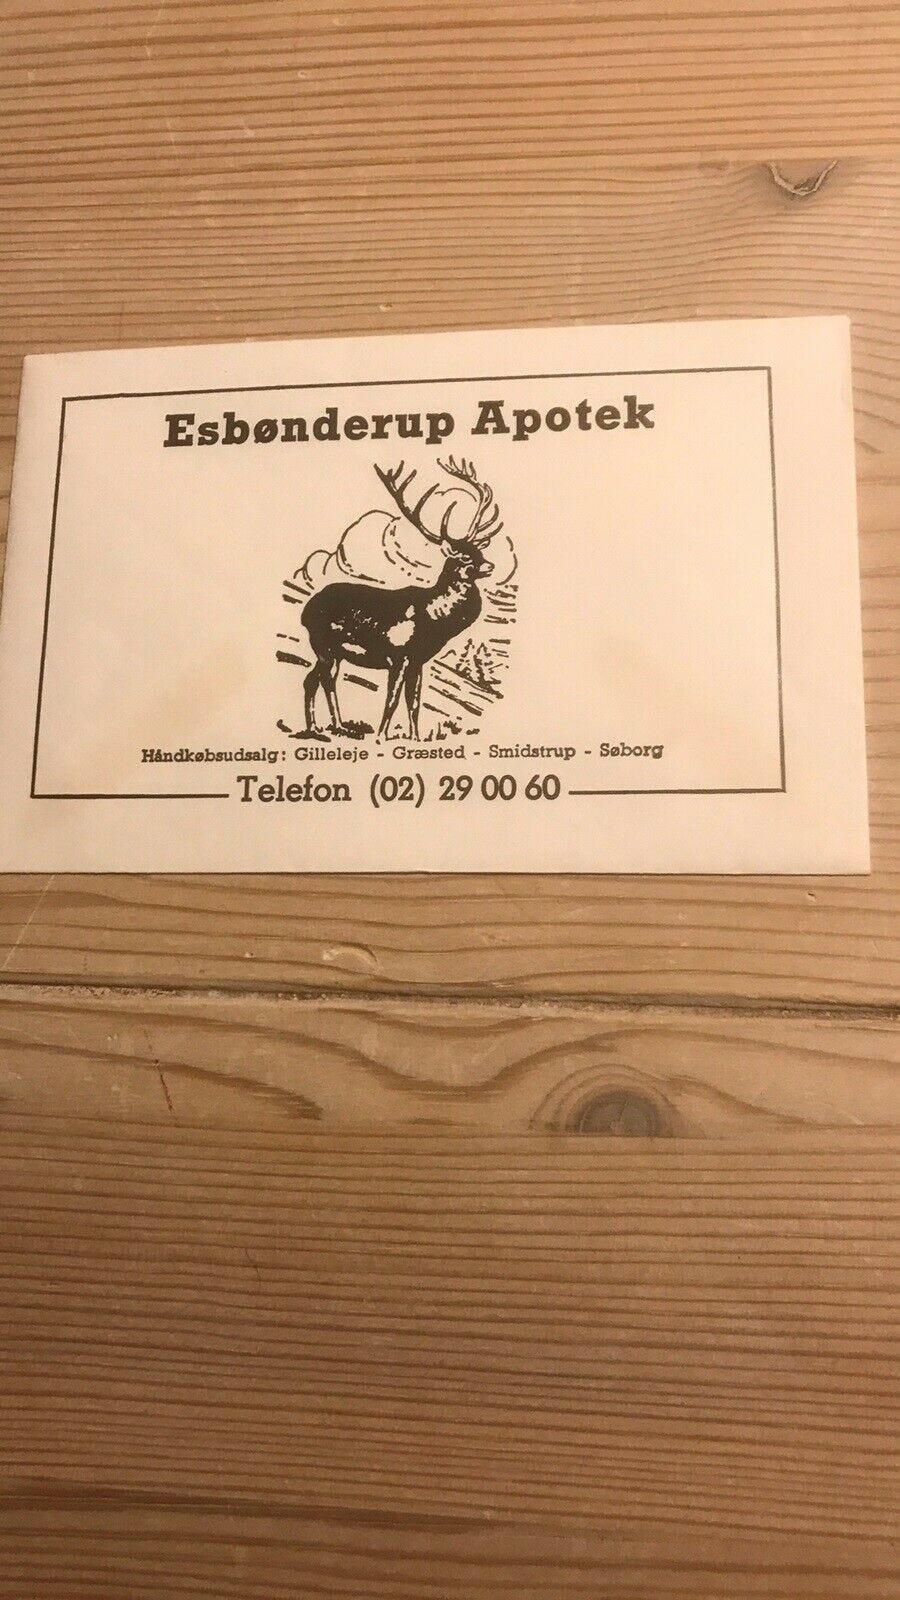 Esbønderup Apotek
Håndkøbsudsalg: Gilleleje - Græsted - Smidstrup - Søborg
Telefon (02) 29 00 60